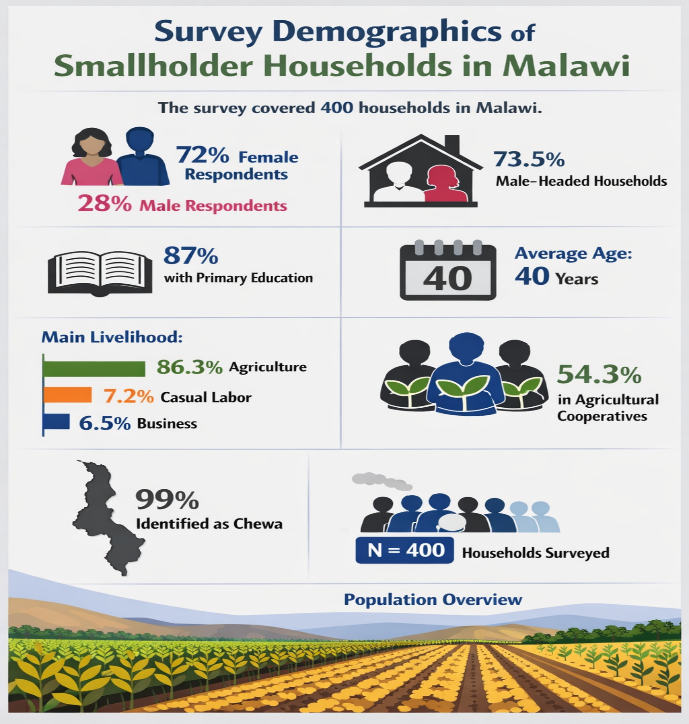 Survey Demographics of
Smallholder Households in Malawi
The survey covered 400 households in Malawi.
72% Female
Respondents
28% Male Respondents
73.5%
Male-Headed Households
87%
with Primary Education
40
Average Age:
40 Years
Main Livelihood:
86.3% Agriculture
7.2% Casual Labor
6.5% Business
54.3%
in Agricultural
Cooperatives
99%
Identified as Chewa
N = 400 Households Surveyed
Population Overview